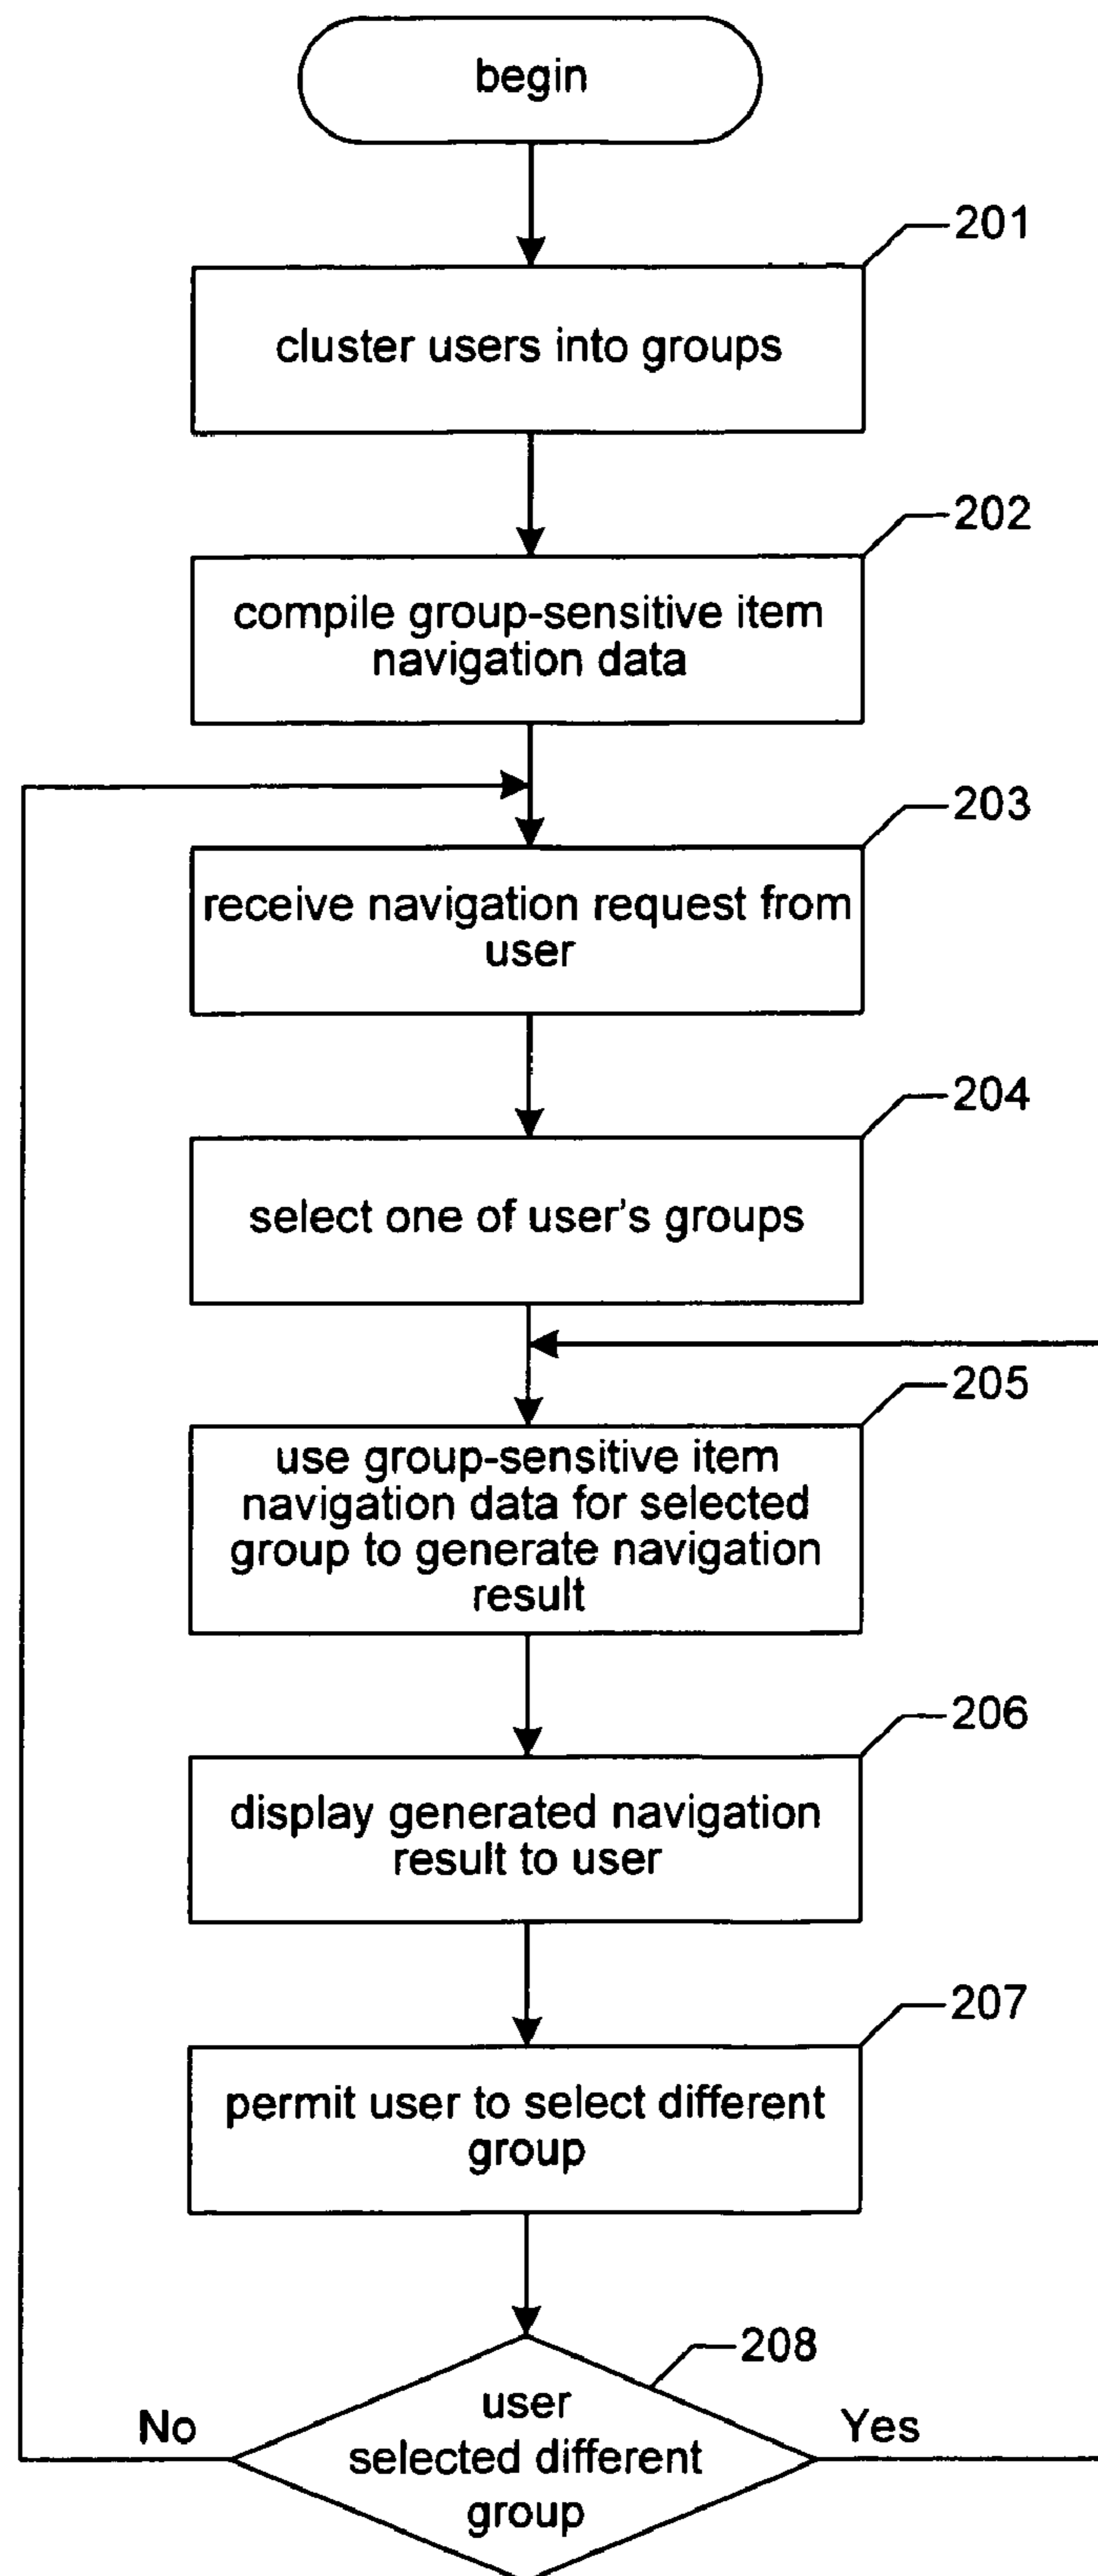 begin
201
cluster users into groups
202
compile group-sensitive item
navigation data
203
receive navigation request from
user
204
select one of user's groups
205
use group-sensitive item
navigation data for selected
group to generate navigation
result
206
display generated navigation
result to user
207
permit user to select different
group
208
No
user
selected different
group
Yes